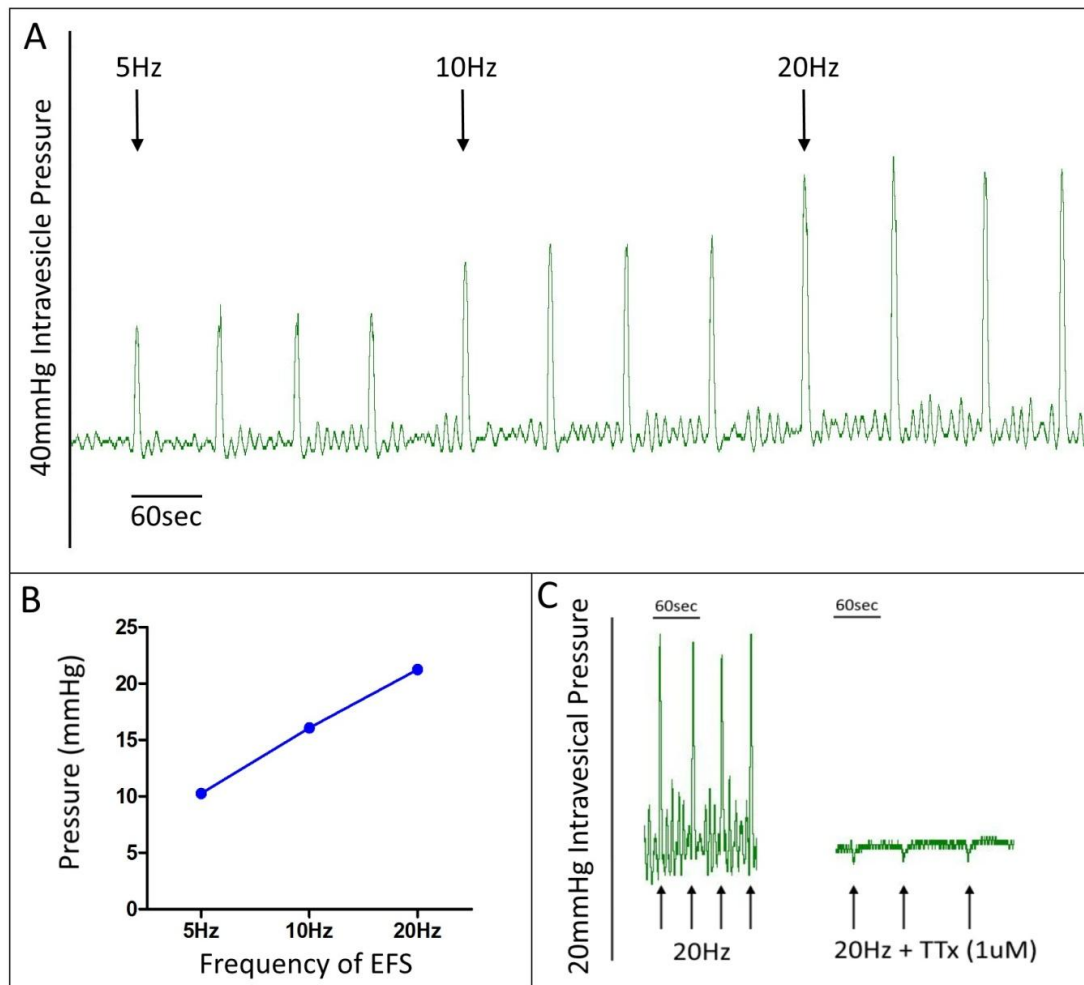 A
5Hz
10Hz
20Hz
40mmHg Intravesicle Pressure
60sec
B
25
20
15
10
5
0
Pressure (mmHg)
5Hz
10Hz
20Hz
Frequency of EFS
C
60sec
60sec
20mmHg Intravesical Pressure
20Hz
20Hz + TTx (1uM)